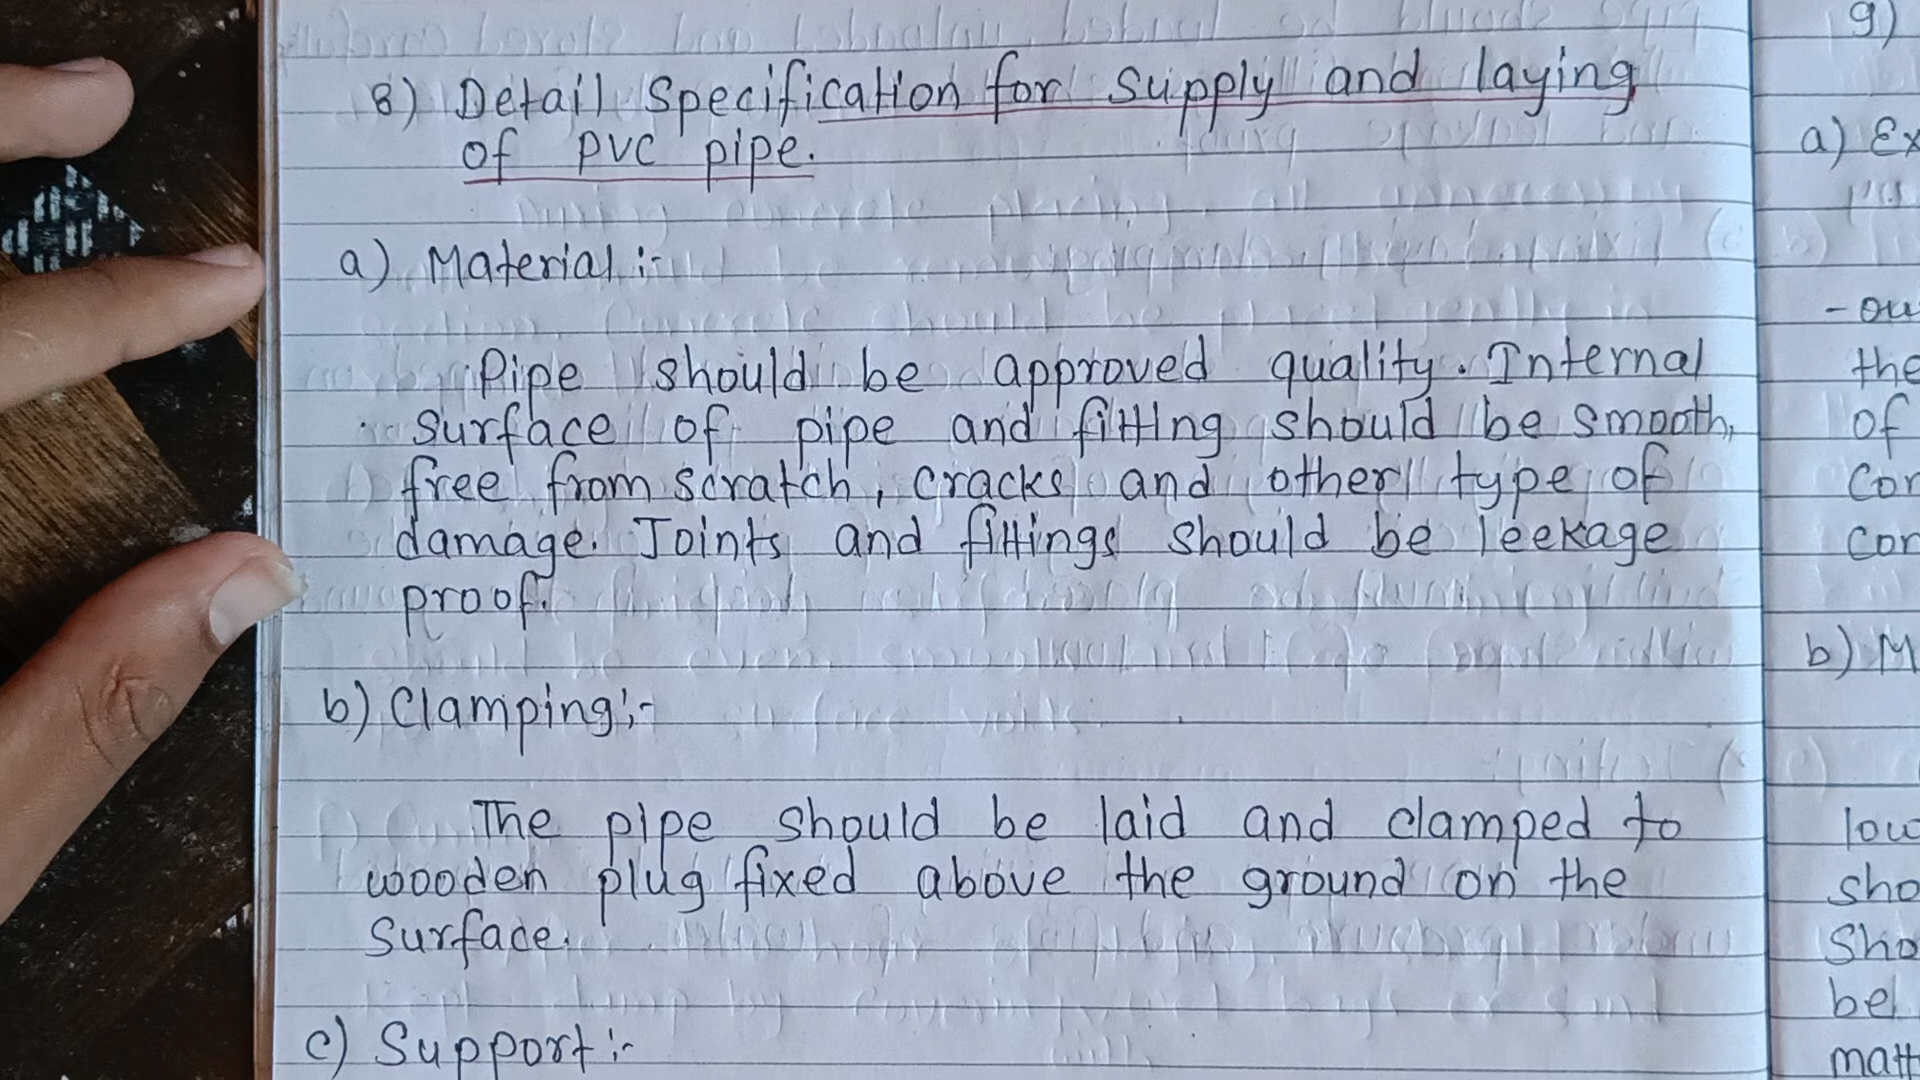 8) Detail Specification for Supply and laying
of PVC pipe.
a) Material :-
Pipe should be approved quality. Internal
surface of pipe and fitting should be smooth,
free from scratch, cracks and other type of
damage. Joints and fittings should be leekage
proof.
b) Clamping :-
The pipe should be laid and clamped to
wooden plug fixed above the ground on the
surface.
c) Support :-
9)
a) Ex
- ou
the
of
Cor
cor
b) M
low
sho
Sho
be
matt